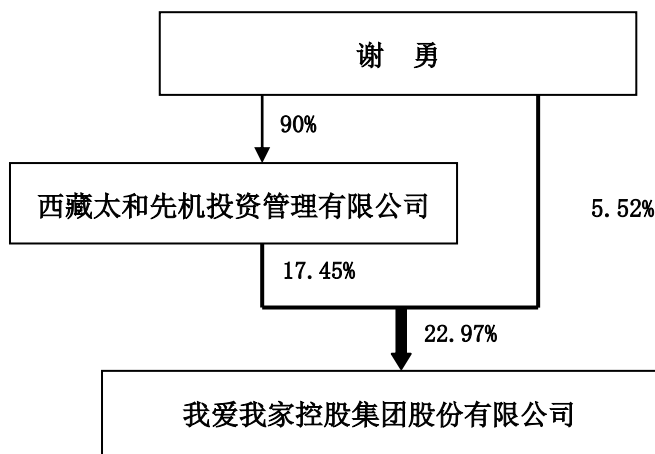 谢　勇
90%
西藏太和先机投资管理有限公司
5.52%
17.45%
22.97%
我爱我家控股集团股份有限公司